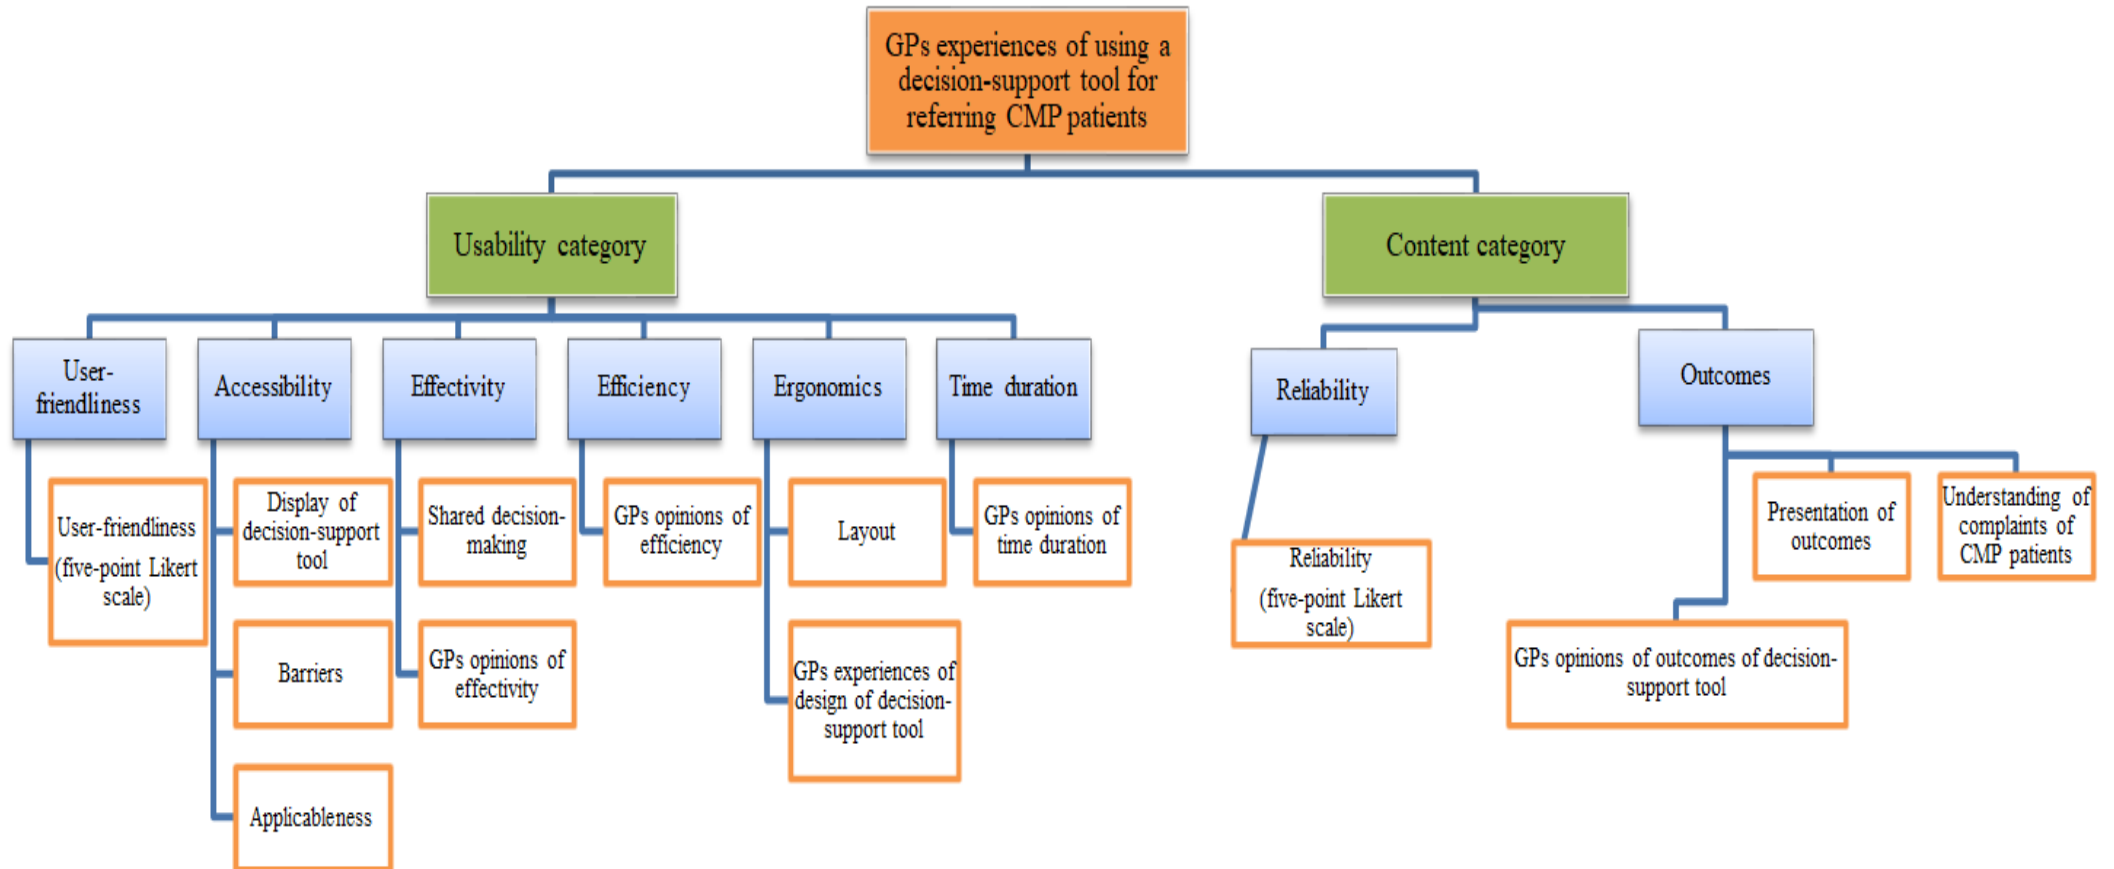 GPs experiences of using a
decision-support tool for
referring CMP patients
Usability category
Content category
User-
friendliness
Accessibility
Effectivity
Efficiency
Ergonomics
Time duration
Reliability
Outcomes
User-friendliness
(five-point Likert
scale)
Display of
decision-support
tool
Barriers
Applicableness
Shared decision-
making
GPs opinions of
effectivity
GPs opinions of
efficiency
Layout
GPs experiences of
design of decision-
support tool
GPs opinions of
time duration
Reliability
(five-point Likert
scale)
GPs opinions of outcomes of decision-
support tool
Presentation of
outcomes
Understanding of
complaints of
CMP patients